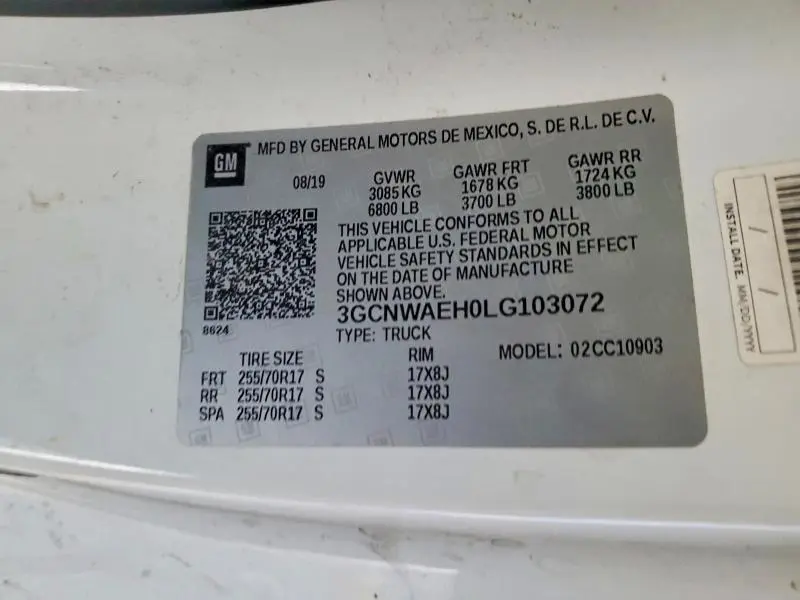 GM
MFD BY GENERAL MOTORS DE MEXICO, S. DE R.L. DE C.V.
08/19
GVWR GAWR FRT GAWR RR
3085 KG 1678 KG 1724 KG
6800 LB 3700 LB 3800 LB
THIS VEHICLE CONFORMS TO ALL
APPLICABLE U.S. FEDERAL MOTOR
VEHICLE SAFETY STANDARDS IN EFFECT
ON THE DATE OF MANUFACTURE
SHOWN ABOVE.
8624
3GCNWAEH0LG103072
TYPE: TRUCK
MODEL: 02CC10903
TIRE SIZE RIM
FRT 255/70R17 S 17X8J
RR 255/70R17 S 17X8J
SPA 255/70R17 S 17X8J
INSTALL DATE. MM/DD/YYYY
/ /